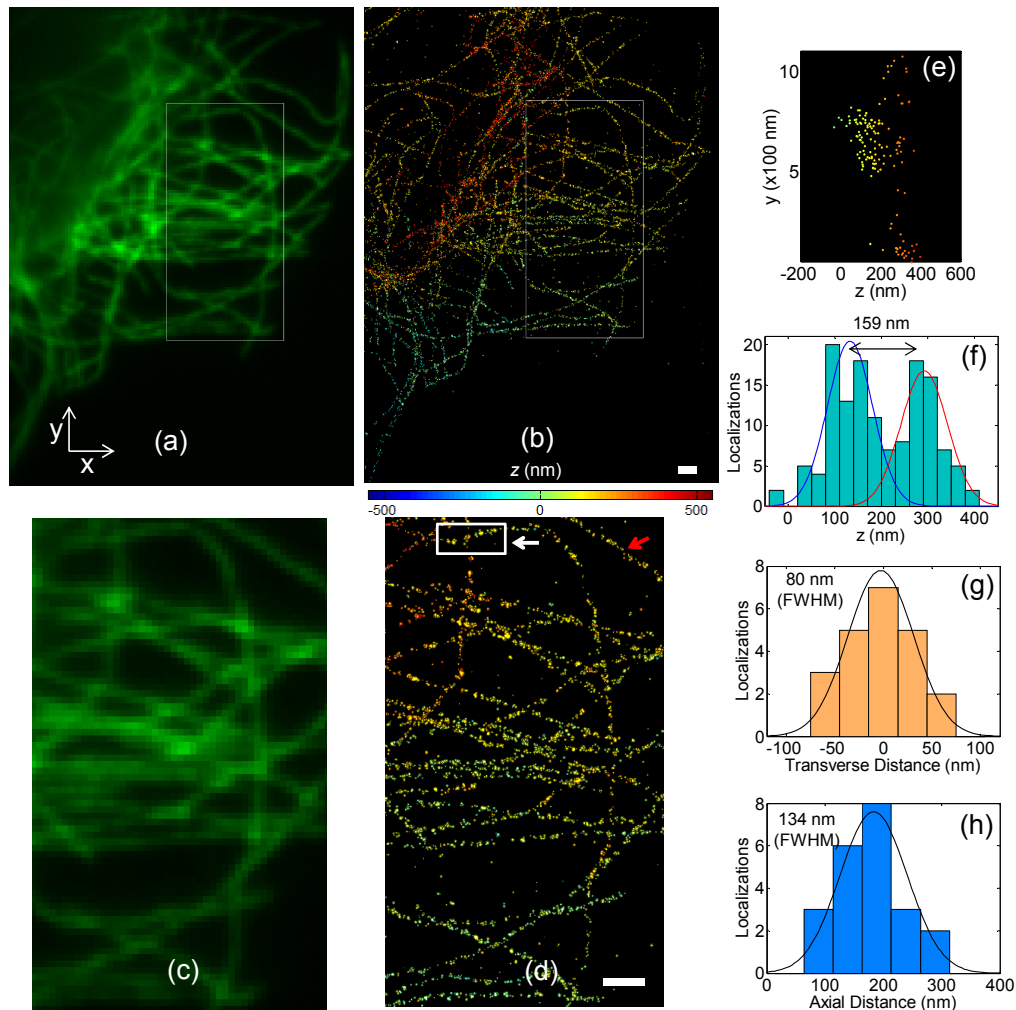 y
x
(a)
(b)
z (nm)
-500
0
550
(c)
(d)
(e)
10
5
y (x100 nm)
-200
0
200
400
600
z (nm)
159 nm
(f)
20
15
10
5
0
Localizations
0
100
200
300
400
z (nm)
80 nm
(FWHM)
(g)
8
6
4
2
0
Localizations
-100
-50
0
50
100
Transverse Distance (nm)
134 nm
(FWHM)
(h)
8
6
4
2
0
Localizations
0
100
200
300
400
Axial Distance (nm)